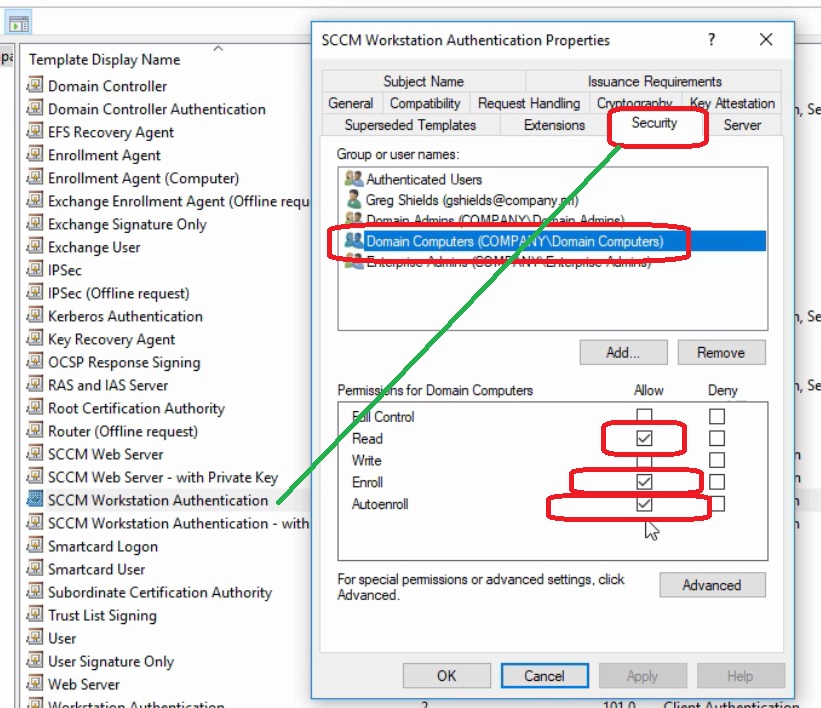 Template Display Name
Domain Controller
Domain Controller Authentication
EFS Recovery Agent
Enrollment Agent
Enrollment Agent (Computer)
Exchange Enrollment Agent (Offline requ
Exchange Signature Only
Exchange User
IPSec
IPSec (Offline request)
Kerberos Authentication
Key Recovery Agent
OCSP Response Signing
RAS and IAS Server
Root Certification Authority
Router (Offline request)
SCCM Web Server
SCCM Web Server - with Private Key
SCCM Workstation Authentication
SCCM Workstation Authentication - with
Smartcard Logon
Smartcard User
Subordinate Certification Authority
Trust List Signing
User
User Signature Only
Web Server
Workstation Authentication 2 101.0 Client Authentication
SCCM Workstation Authentication Properties ?
Subject Name Issuance Requirements
General Compatibility Request Handling Cryptography Key Attestation
Superseded Templates Extensions Security Server
Group or user names:
Authenticated Users
Greg Shields (gshields@company.pri)
Domain Admins (COMPANY\Domain Admins)
Domain Computers (COMPANY\Domain Computers)
Enterprise Admins (COMPANY\Enterprise Admins)
Add... Remove
Permissions for Domain Computers Allow Deny
Full Control
Read
Write
Enroll
Autoenroll
For special permissions or advanced settings, click
Advanced.
Advanced
OK Cancel Apply Help